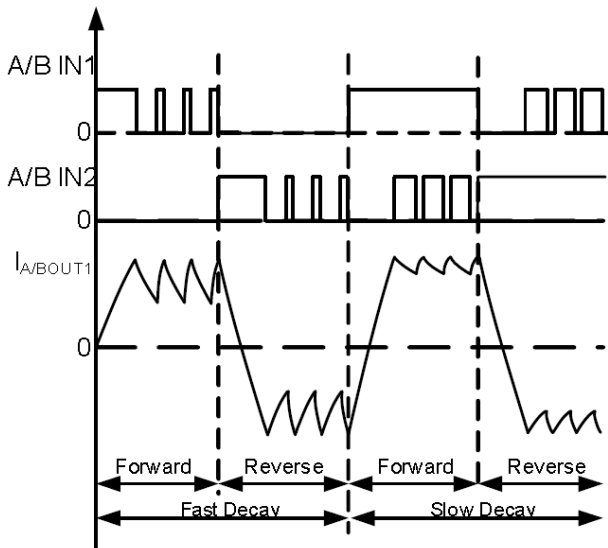 A/B IN1
0
A/B IN2
0
IA/BOUT1
0
Forward Reverse Forward Reverse
Fast Decay Slow Decay